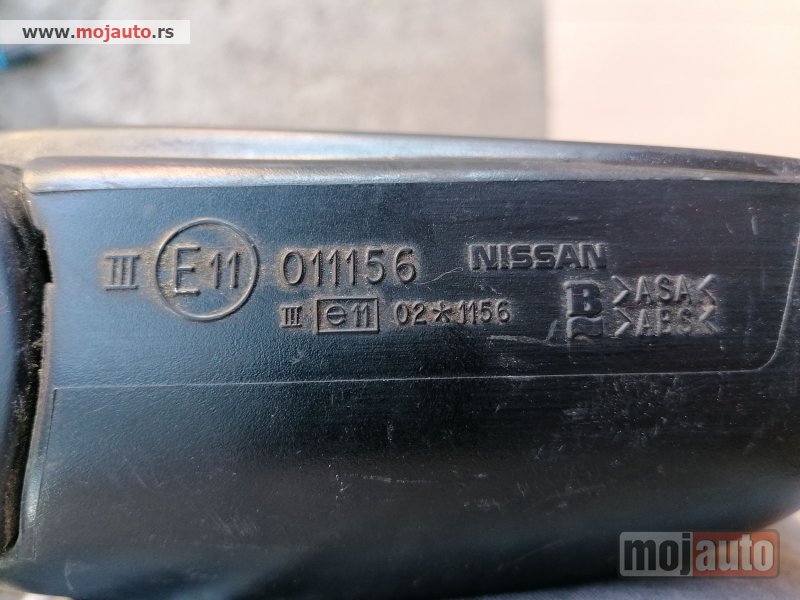 www.mojauto.rs
III E11 011156 NISSAN
III e11 02*1156 B >ASA<
>ABS<
mojauto